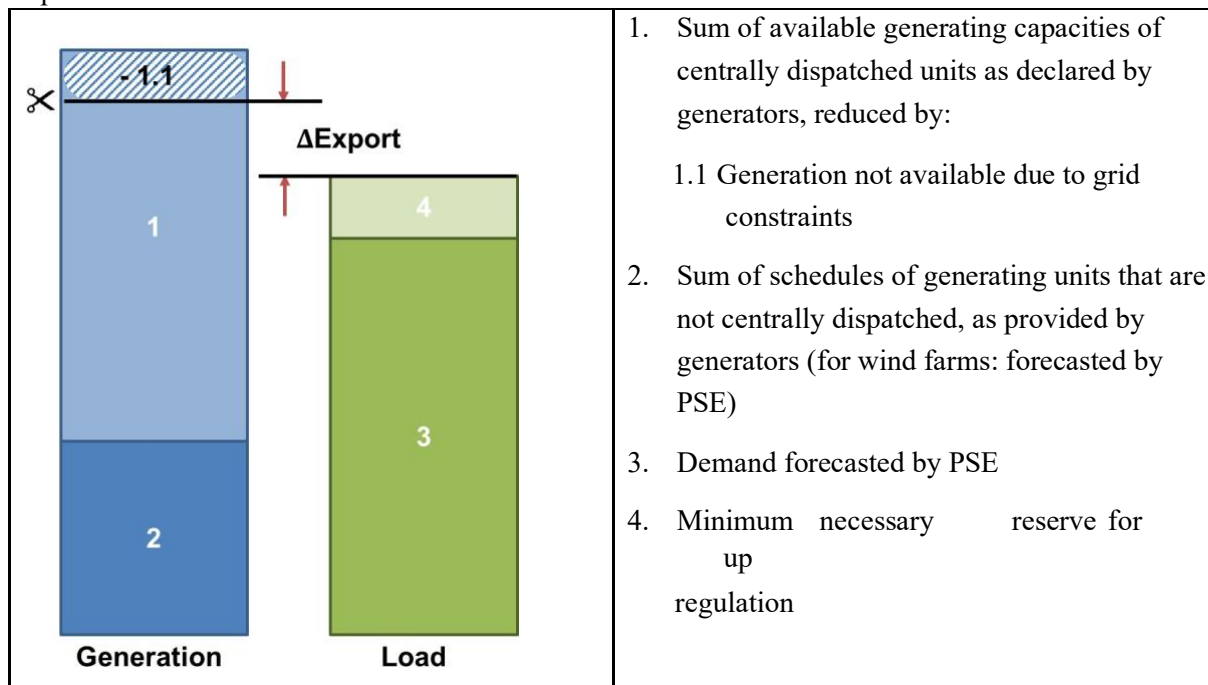 - 1.1
ΔExport
1
4
3
2
Generation
Load
1. Sum of available generating capacities of
centrally dispatched units as declared by
generators, reduced by:
1.1 Generation not available due to grid
constraints
2. Sum of schedules of generating units that are
not centrally dispatched, as provided by
generators (for wind farms: forecasted by
PSE)
3. Demand forecasted by PSE
4. Minimum necessary reserve for
up
regulation